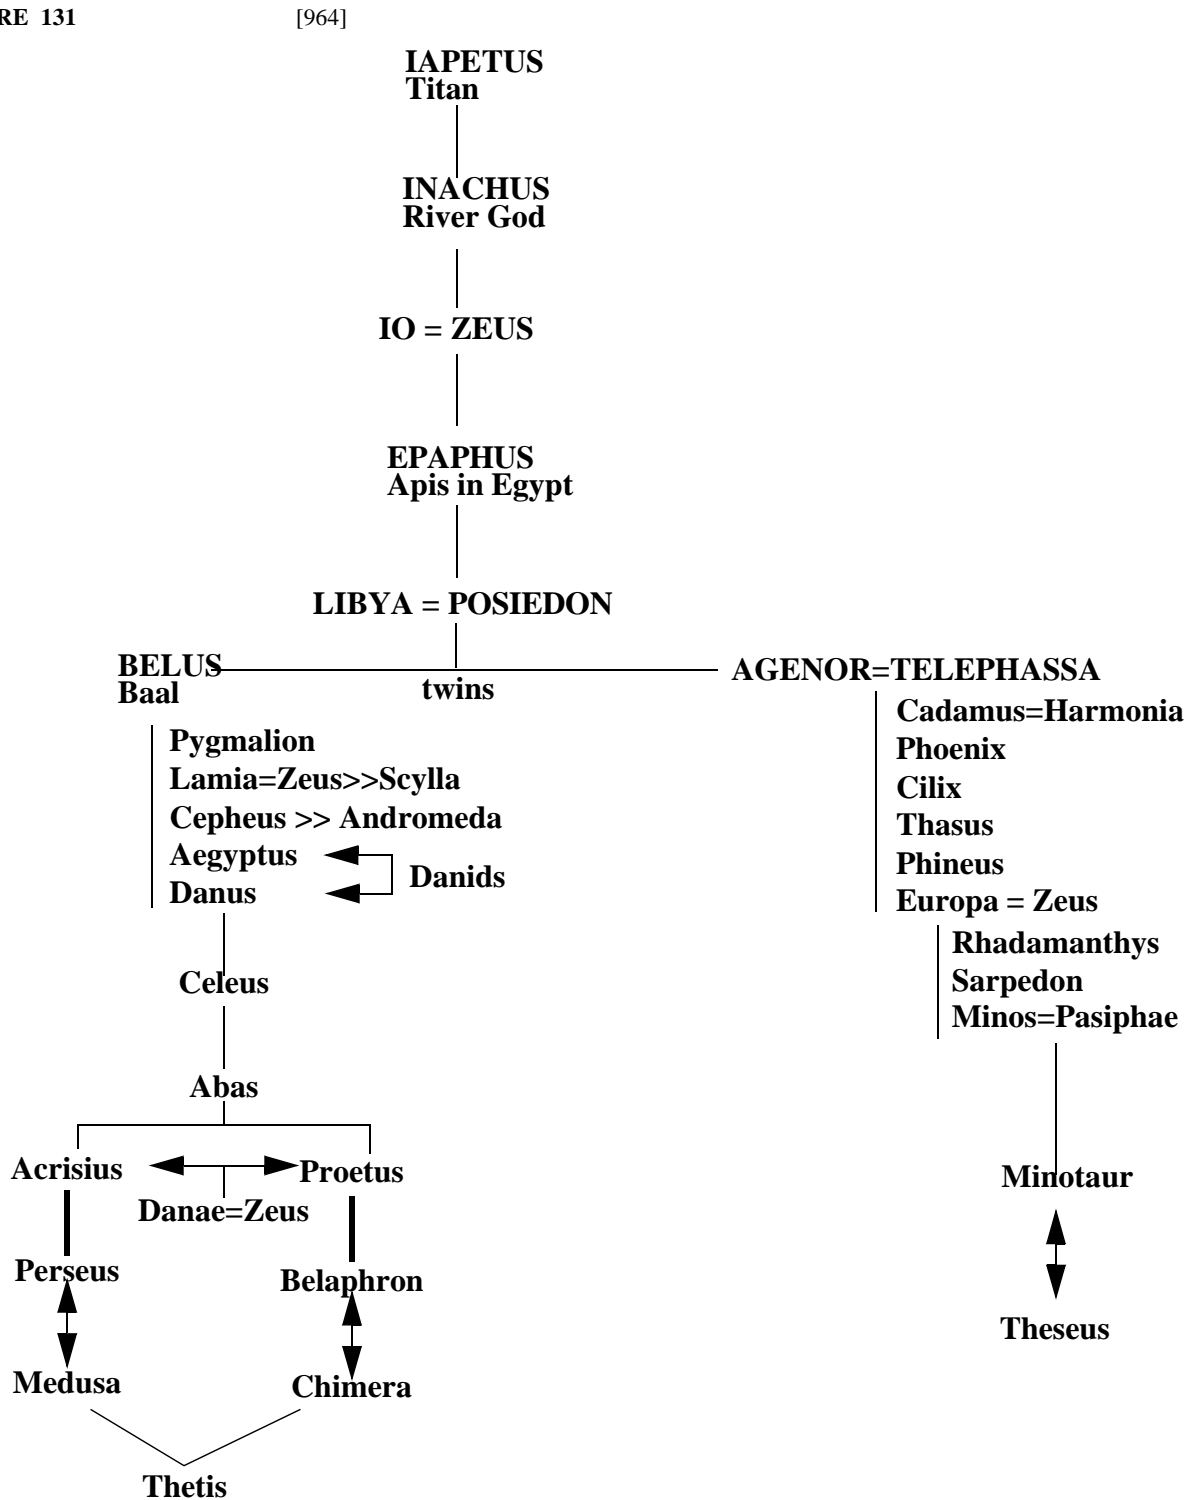 RE 131 [964]
IAPETUS
Titan
INACHUS
River God
IO = ZEUS
EPAPHUS
Apis in Egypt
LIBYA = POSIEDON
BELUS
Baal
twins
AGENOR=TELEPHASSA
Pygmalion
Lamia=Zeus>>Scylla
Cepheus >> Andromeda
Aegyptus
Danus
Danids
Cadamus=Harmonia
Phoenix
Cilix
Thasus
Phineus
Europa = Zeus
Rhadamanthys
Sarpedon
Minos=Pasiphae
Celeus
Abas
Acrisius
Proetus
Danae=Zeus
Perseus
Belaphron
Medusa
Chimera
Thetis
Minotaur
Theseus